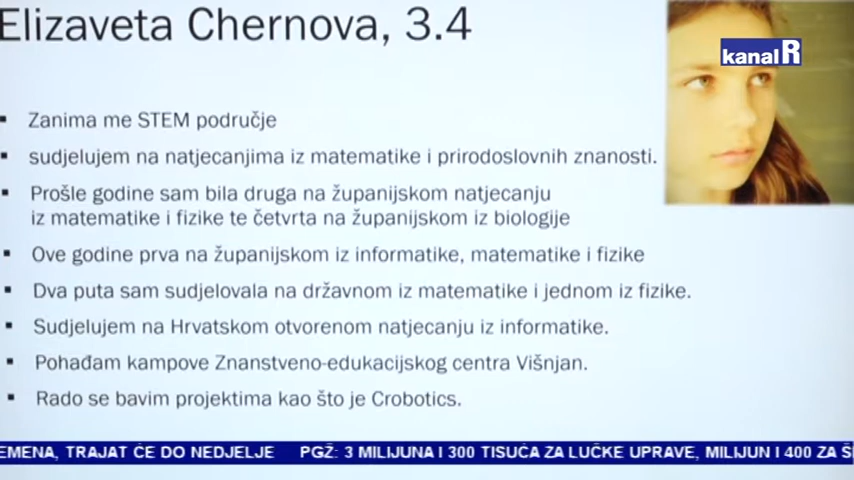 Elizaveta Chernova, 3.4
kanal R
Zanima me STEM područje
sudjelujem na natjecanjima iz matematike i prirodoslovnih znanosti.
Prošle godine sam bila druga na županijskom natjecanju
iz matematike i fizike te četvrta na županijskom iz biologije
Ove godine prva na županijskom iz informatike, matematike i fizike
Dva puta sam sudjelovala na državnom iz matematike i jednom iz fizike.
Sudjelujem na Hrvatskom otvorenom natjecanju iz informatike.
Pohađam kampove Znanstveno-edukacijskog centra Višnjan.
Rado se bavim projektima kao što je Crobotics.
EMENA, TRAJAT ĆE DO NEDJELJE PGŽ: 3 MILIJUNA I 300 TISUĆA ZA LUČKE UPRAVE, MILIJUN I 400 ZA